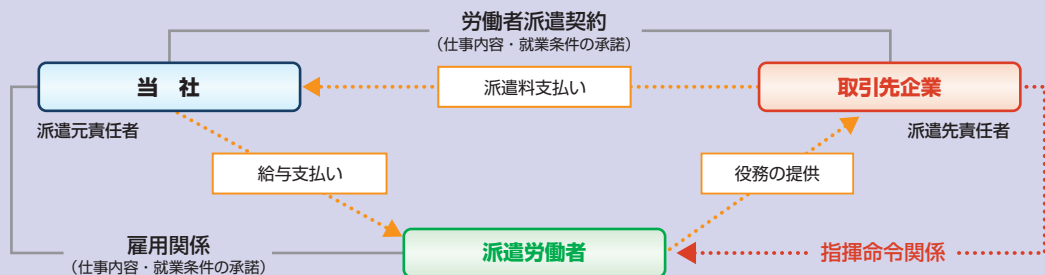 労働者派遣契約
（仕事内容・就業条件の承諾）
当 社
派遣料支払い
取引先企業
派遣元責任者
派遣先責任者
給与支払い
役務の提供
雇用関係
（仕事内容・就業条件の承諾）
派遣労働者
指揮命令関係